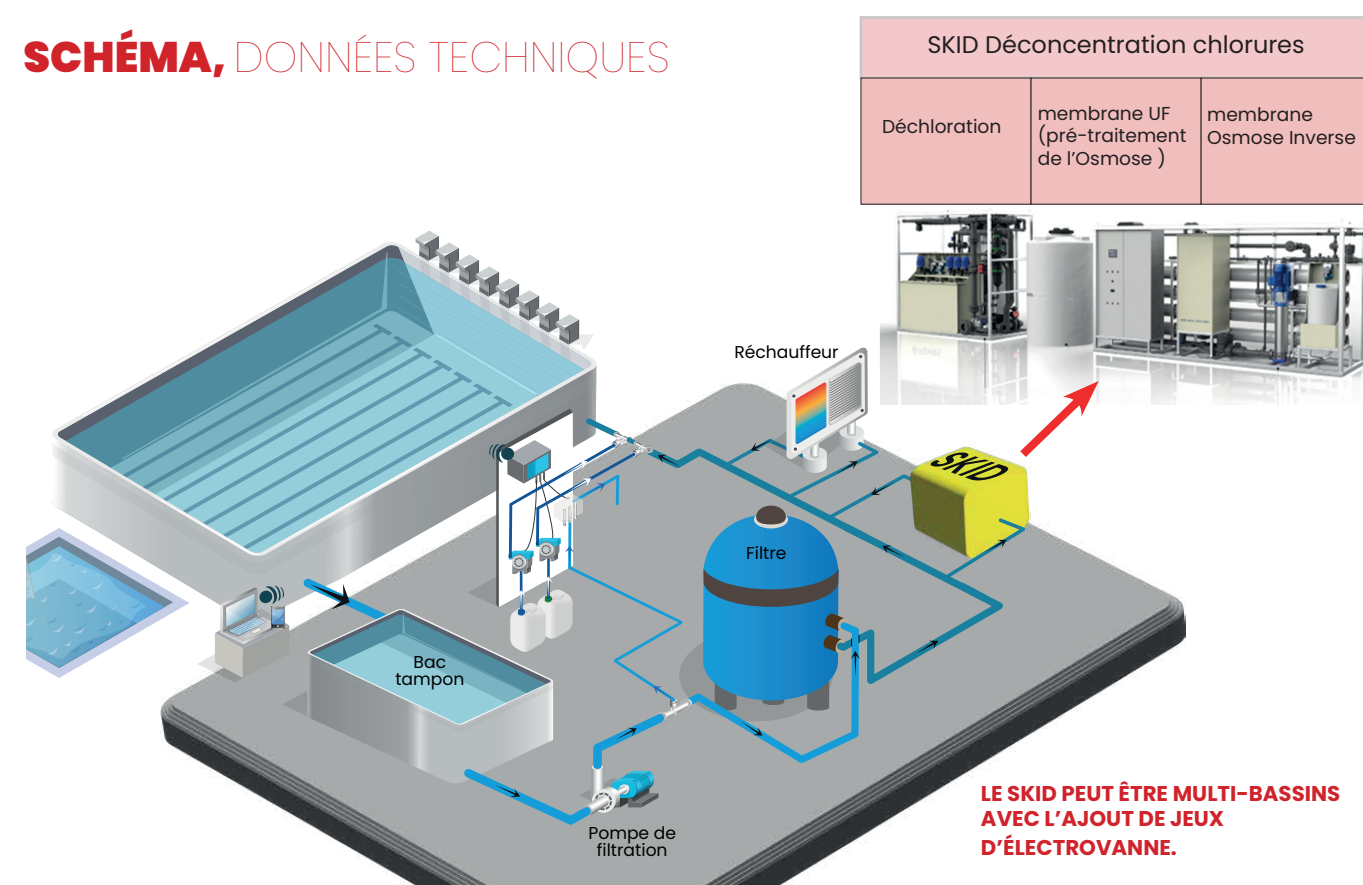 SCHÉMA, DONNÉES TECHNIQUES
SKID Déconcentration chlorures
Déchloration
membrane UF
(pré-traitement
de l'Osmose )
membrane
Osmose Inverse
Réchauffeur
SKID
Filtre
Bac
tampon
Pompe de
filtration
LE SKID PEUT ÊTRE MULTI-BASSINS
AVEC L'AJOUT DE JEUX
D'ÉLECTROVANNE.